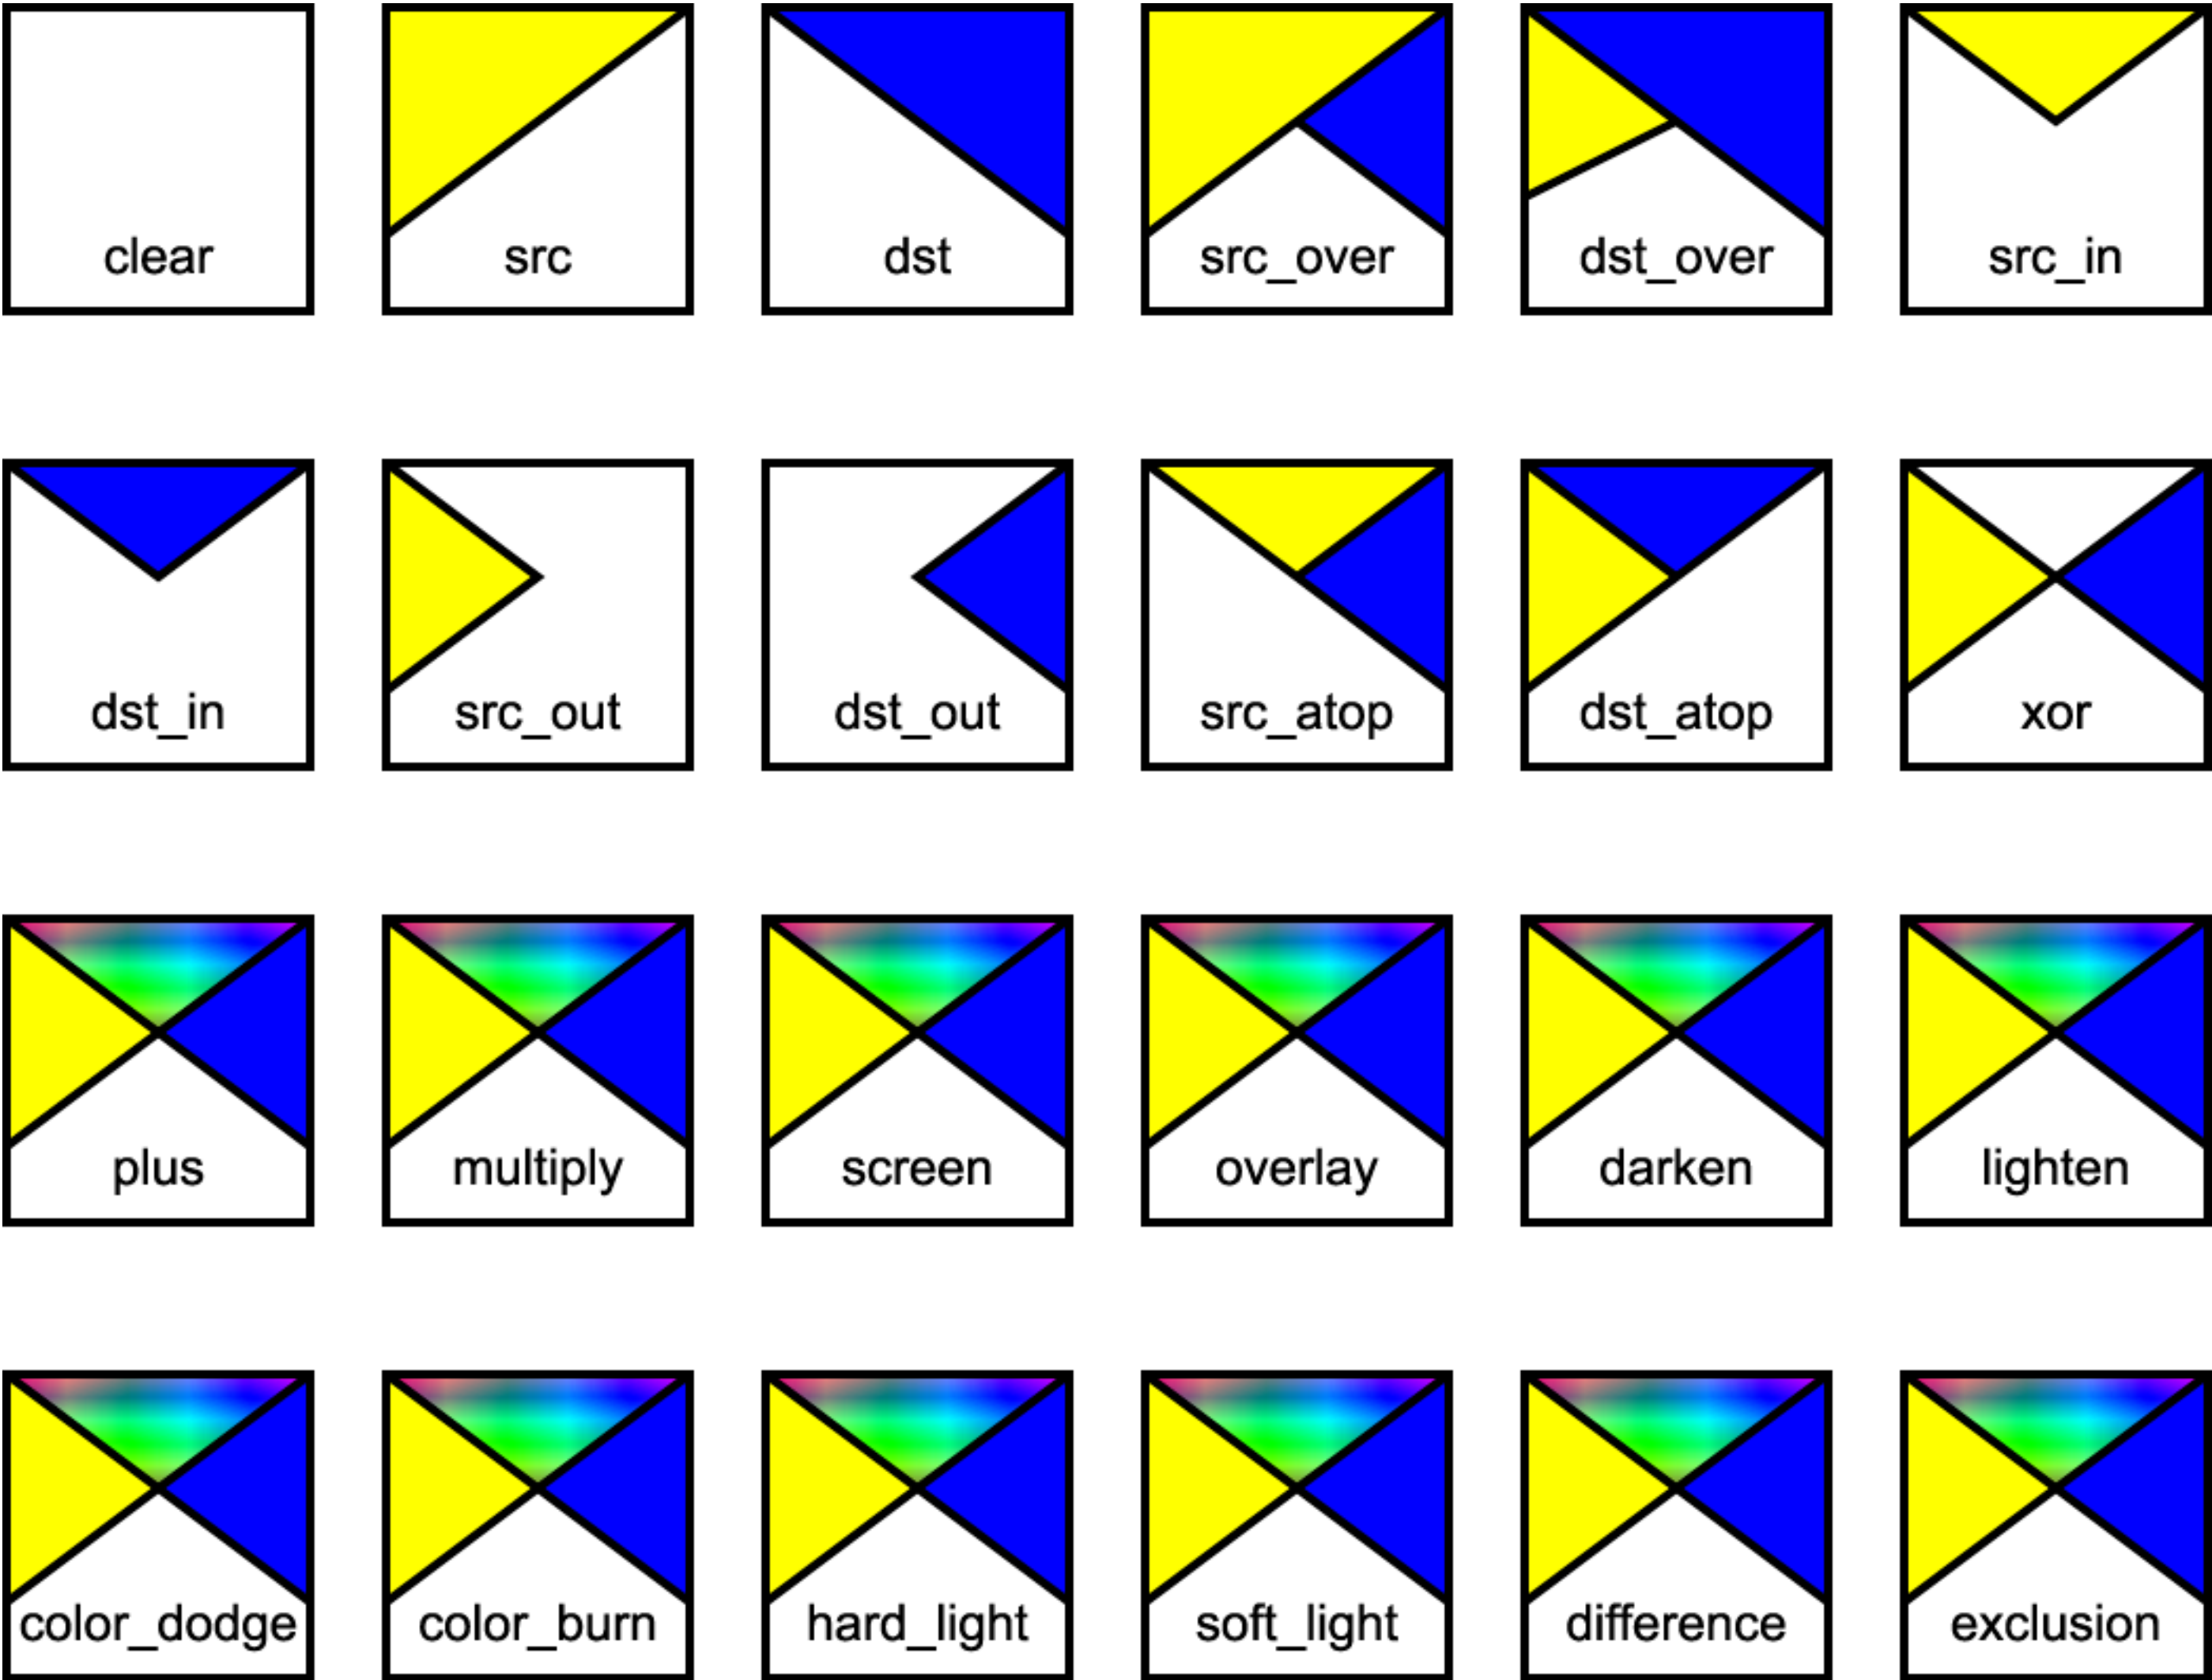 clear
src
dst
src_over
dst_over
src_in
dst_in
src_out
dst_out
src_atop
dst_atop
xor
plus
multiply
screen
overlay
darken
lighten
color_dodge
color_burn
hard_light
soft_light
difference
exclusion